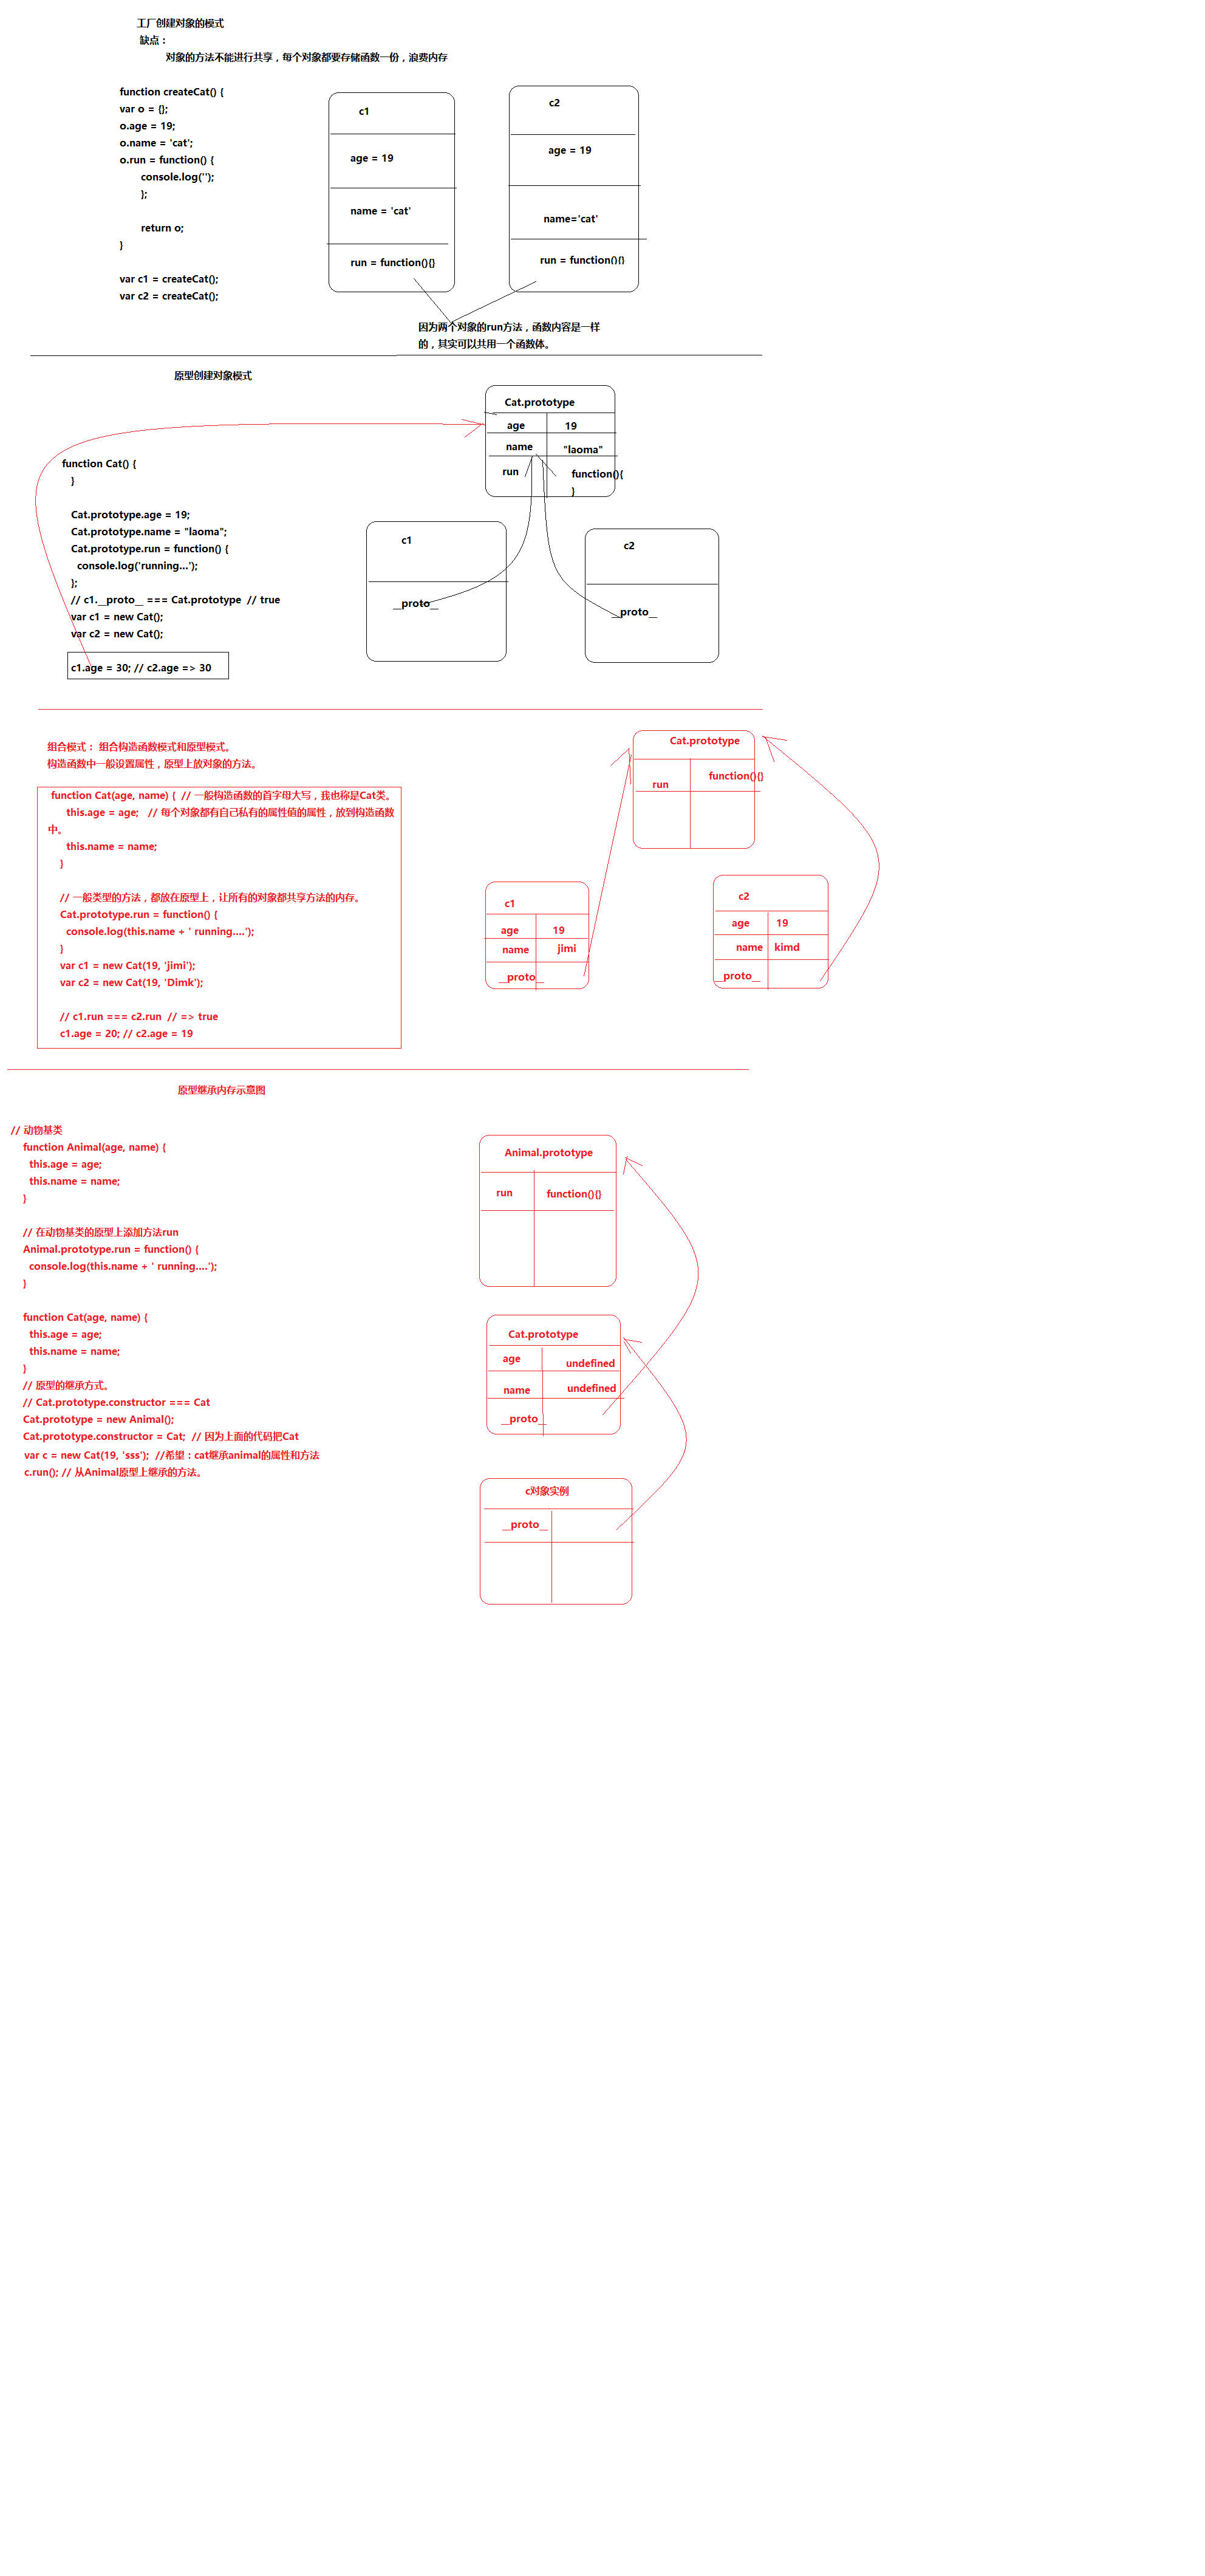 工厂创建对象的模式
缺点：
对象的方法不能进行共享，每个对象都要存储函数一份，浪费内存
function createCat() {
var o = {};
o.age = 19;
o.name = 'cat';
o.run = function() {
console.log('');
};
return o;
}
var c1 = createCat();
var c2 = createCat();
c1
age = 19
name = 'cat'
run = function(){}
c2
age = 19
name='cat'
run = function(){}
因为两个对象的run方法，函数内容是一样
的，其实可以共用一个函数体。
原型创建对象模式
function Cat() {
}
Cat.prototype.age = 19;
Cat.prototype.name = "laoma";
Cat.prototype.run = function() {
console.log('running...');
};
// c1.__proto__ === Cat.prototype  // true
var c1 = new Cat();
var c2 = new Cat();
c1.age = 30; // c2.age => 30
Cat.prototype
age 19
name "laoma"
run function(){
}
c1
__proto__
c2
__proto__
组合模式： 组合构造函数模式和原型模式。
构造函数中一般设置属性，原型上放对象的方法。
function Cat(age, name) {  // 一般构造函数的首字母大写，我也称是Cat类。
this.age = age;   // 每个对象都有自己私有的属性值的属性，放到构造函数
中。
this.name = name;
}
// 一般类型的方法，都放在原型上，让所有的对象都共享方法的内存。
Cat.prototype.run = function() {
console.log(this.name + ' running....');
}
var c1 = new Cat(19, 'jimi');
var c2 = new Cat(19, 'Dimk');
// c1.run === c2.run  // => true
c1.age = 20; // c2.age = 19
Cat.prototype
run function(){}
c1
age 19
name jimi
__proto__
c2
age 19
name kimd
__proto__
原型继承内存示意图
// 动物基类
function Animal(age, name) {
this.age = age;
this.name = name;
}
// 在动物基类的原型上添加方法run
Animal.prototype.run = function() {
console.log(this.name + ' running....');
}
function Cat(age, name) {
this.age = age;
this.name = name;
}
// 原型的继承方式。
// Cat.prototype.constructor === Cat
Cat.prototype = new Animal();
Cat.prototype.constructor = Cat;  // 因为上面的代码把Cat
var c = new Cat(19, 'sss');  //希望：cat继承animal的属性和方法
c.run(); // 从Animal原型上继承的方法。
Animal.prototype
run function(){}
Cat.prototype
age undefined
name undefined
__proto__
c对象实例
__proto__